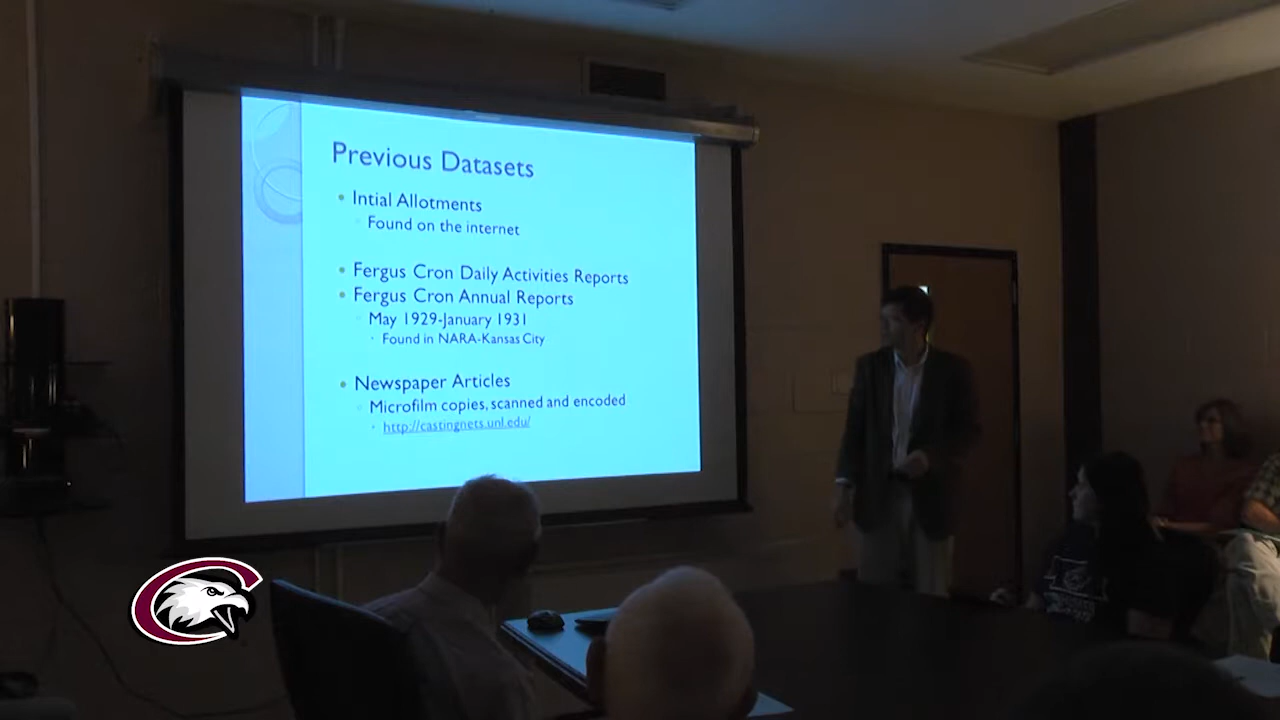 Previous Datasets
• Intial Allotments
Found on the internet
• Fergus Cron Daily Activities Reports
• Fergus Cron Annual Reports
May 1929-January 1931
• Found in NARA-Kansas City
• Newspaper Articles
Microfilm copies, scanned and encoded
• http://castingnets.unl.edu/
C